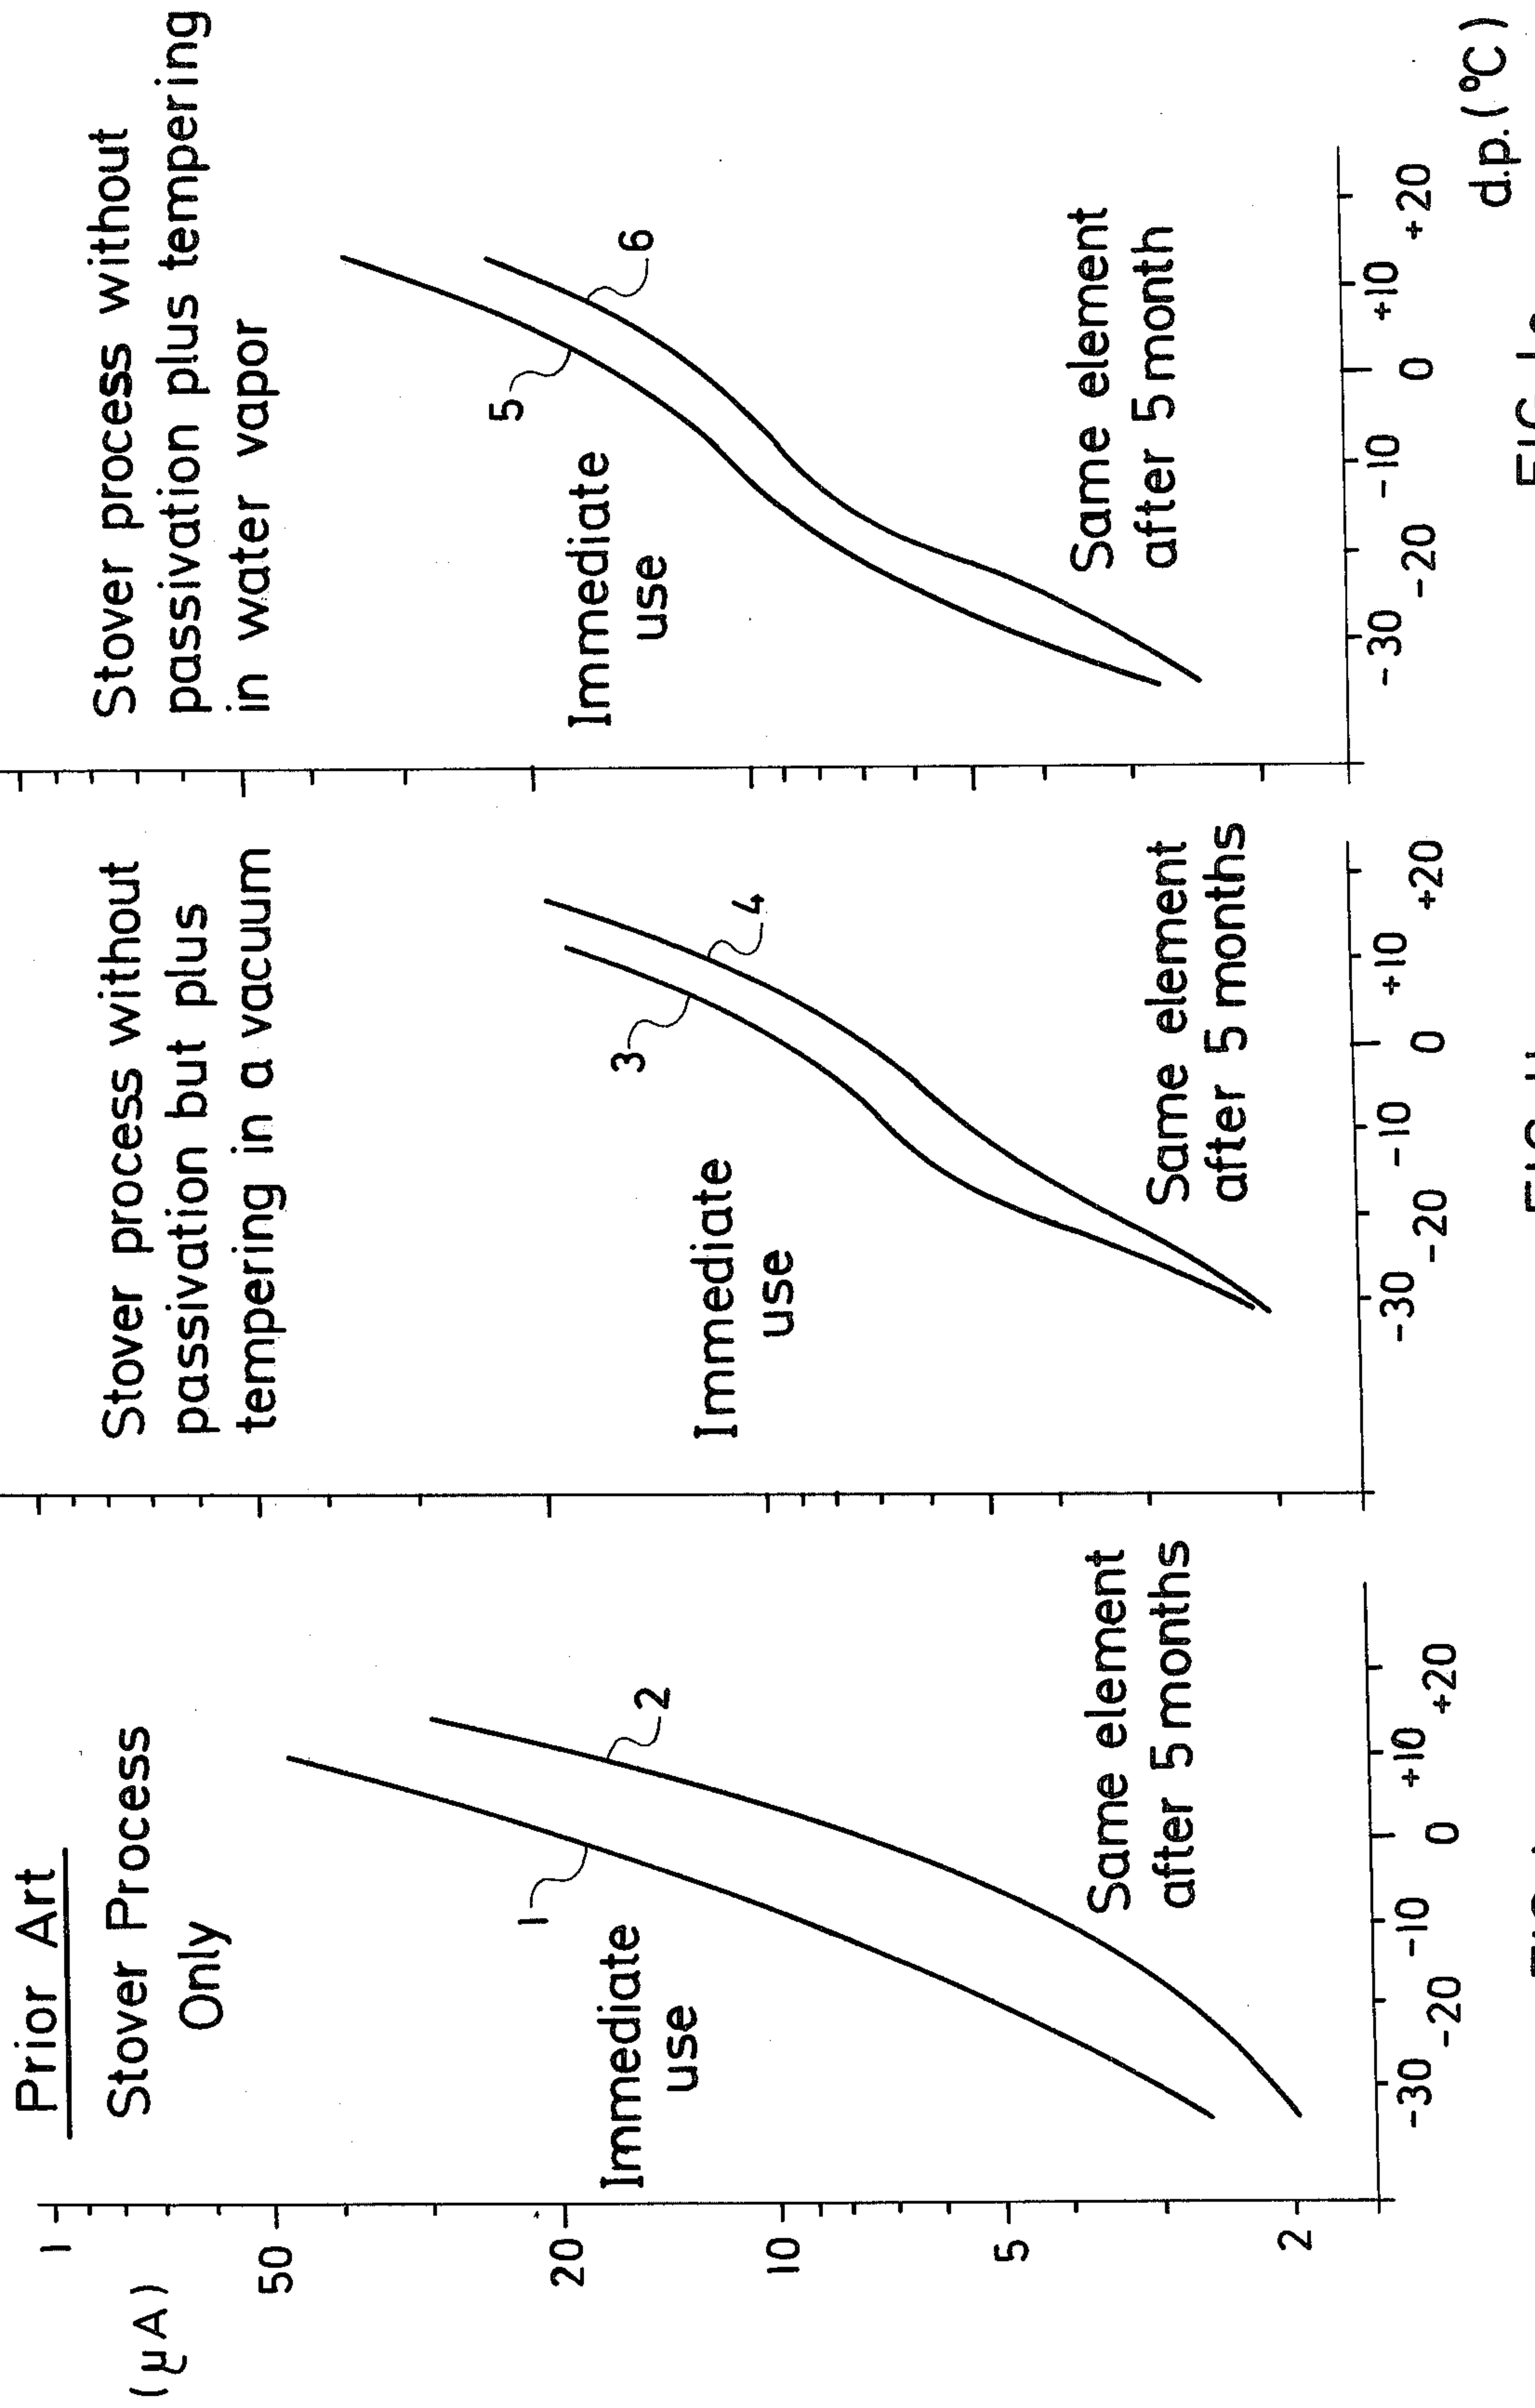 Prior Art
Stover Process
Only
(μA)
1
50
20
10
5
2
1
2
Immediate
use
Same element
after 5 months
-30
-20
-10
0
+10
+20
Stover process without
passivation but plus
tempering in a vacuum
3
4
Immediate
use
Same element
after 5 months
-30
-20
-10
0
+10
+20
Stover process without
passivation plus tempering
in water vapor
5
6
Immediate
use
Same element
after 5 month
-30
-20
-10
0
+10
+20
d.p. (°C)